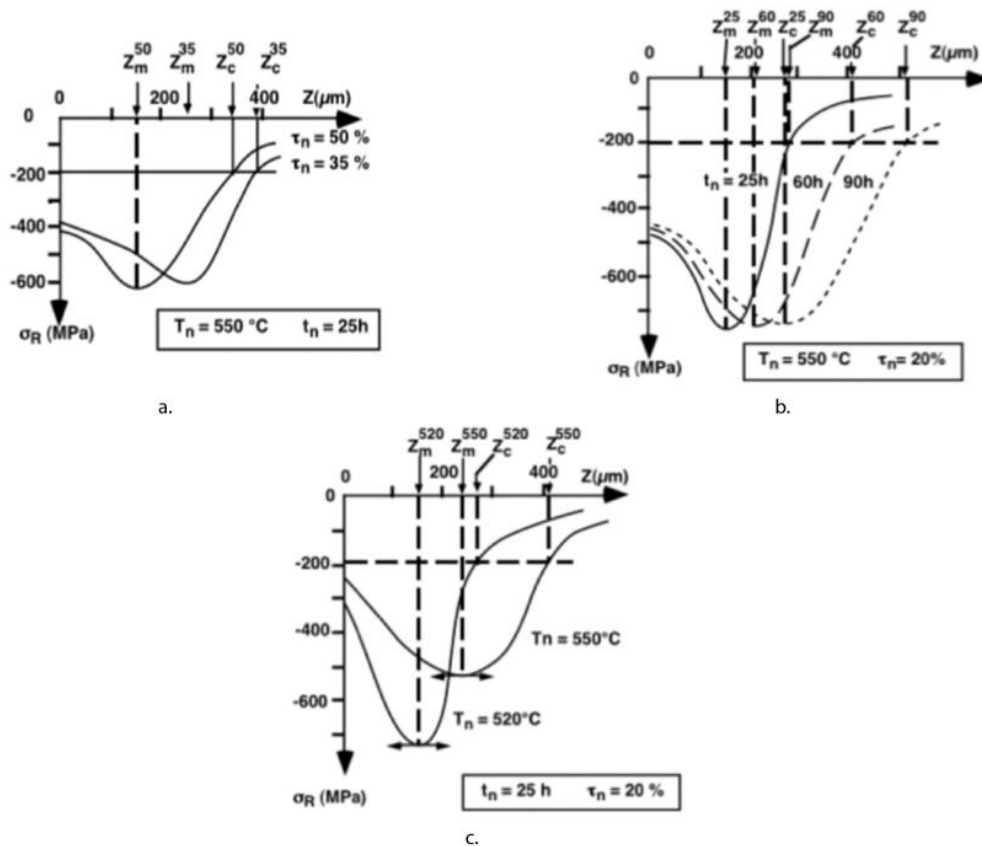 Z_m^50 Z_m^35 Z_c^50 Z_c^35
0 200 400 Z(μm)
0
τn = 50 %
τn = 35 %
-200
-400
-600
σR (MPa)
Tn = 550 °C tn = 25h
a.
Z_m^25 Z_m^60 Z_c^25 Z_m^90 Z_c^60 Z_c^90
0 200 400 Z(μm)
0
-200
tn = 25h 60h 90h
-400
-600
σR (MPa)
Tn = 550 °C τn= 20%
b.
Z_m^520 Z_m^550 Z_c^520 Z_c^550
0 200 400 Z(μm)
0
-200
-400
Tn = 550°C
-600
Tn = 520°C
σR (MPa)
tn = 25 h τn = 20 %
c.